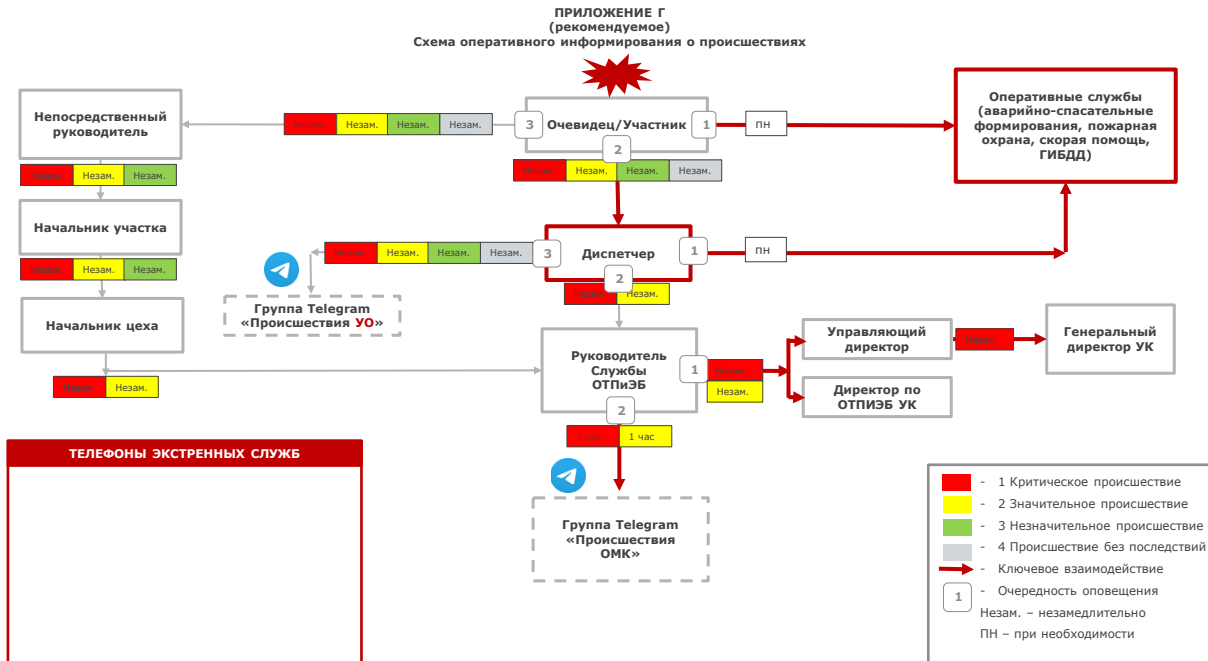 ПРИЛОЖЕНИЕ Г
(рекомендуемое)
Схема оперативного информирования о происшествиях
Непосредственный
руководитель
Незам.
Незам.
Незам.
Незам.
3
Очевидец/Участник
1
2
пн
Оперативные службы
(аварийно-спасательные
формирования, пожарная
охрана, скорая помощь,
ГИБДД)
Незам.
Незам.
Незам.
Незам.
Незам.
Незам.
Незам.
Начальник участка
Незам.
Незам.
Незам.
Незам.
Незам.
Незам.
Незам.
3
Диспетчер
1
2
пн
Незам.
Незам.
Группа Telegram
«Происшествия УО»
Начальник цеха
Незам.
Незам.
Руководитель
Службы
ОТПиЭБ
1
2
Незам.
Незам.
Управляющий
директор
Незам.
Генеральный
директор УК
Директор по
ОТПИЭБ УК
1 час
1 час
Группа Telegram
«Происшествия
ОМК»
ТЕЛЕФОНЫ ЭКСТРЕННЫХ СЛУЖБ
- 1 Критическое происшествие
- 2 Значительное происшествие
- 3 Незначительное происшествие
- 4 Происшествие без последствий
- Ключевое взаимодействие
1 - Очередность оповещения
Незам. – незамедлительно
ПН – при необходимости